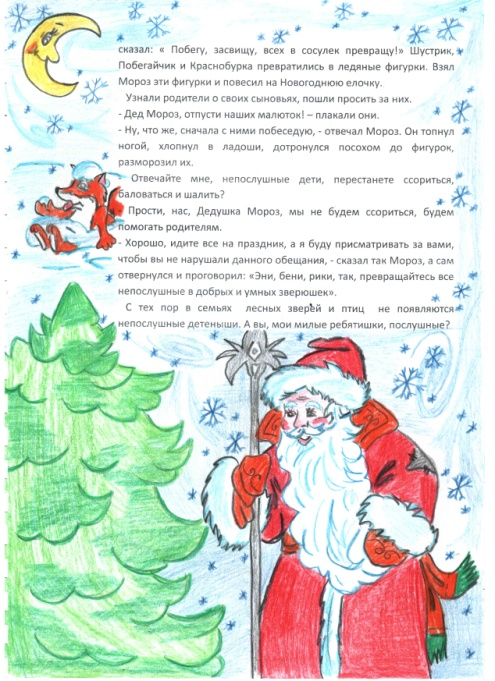 сказал: « Побегу, засвищу, всех в сосулек превращу!» Шустрик,
Побегайчик и Краснобурка превратились в ледяные фигурки. Взял
Мороз эти фигурки и повесил на Новогоднюю елочку.
Узнали родители о своих сыновьях, пошли просить за них.
- Дед Мороз, отпусти наших малюток! – плакали они.
- Ну, что же, сначала с ними побеседую, - отвечал Мороз. Он топнул
ногой, хлопнул в ладоши, дотронулся посохом до фигурок,
разморозил их.
Отвечайте мне, непослушные дети, перестанете ссориться,
баловаться и шалить?
Прости, нас, Дедушка Мороз, мы не будем ссориться, будем
помогать родителям.
- Хорошо, идите все на праздник, а я буду присматривать за вами,
чтобы вы не нарушали данного обещания, - сказал так Мороз, а сам
отвернулся и проговорил: «Эни, бени, рики, так, превращайтесь все
непослушные в добрых и умных зверюшек».
С тех пор в семьях лесных зверей и птиц не появляются
непослушные детеныши. А вы, мои милые ребятишки, послушные?